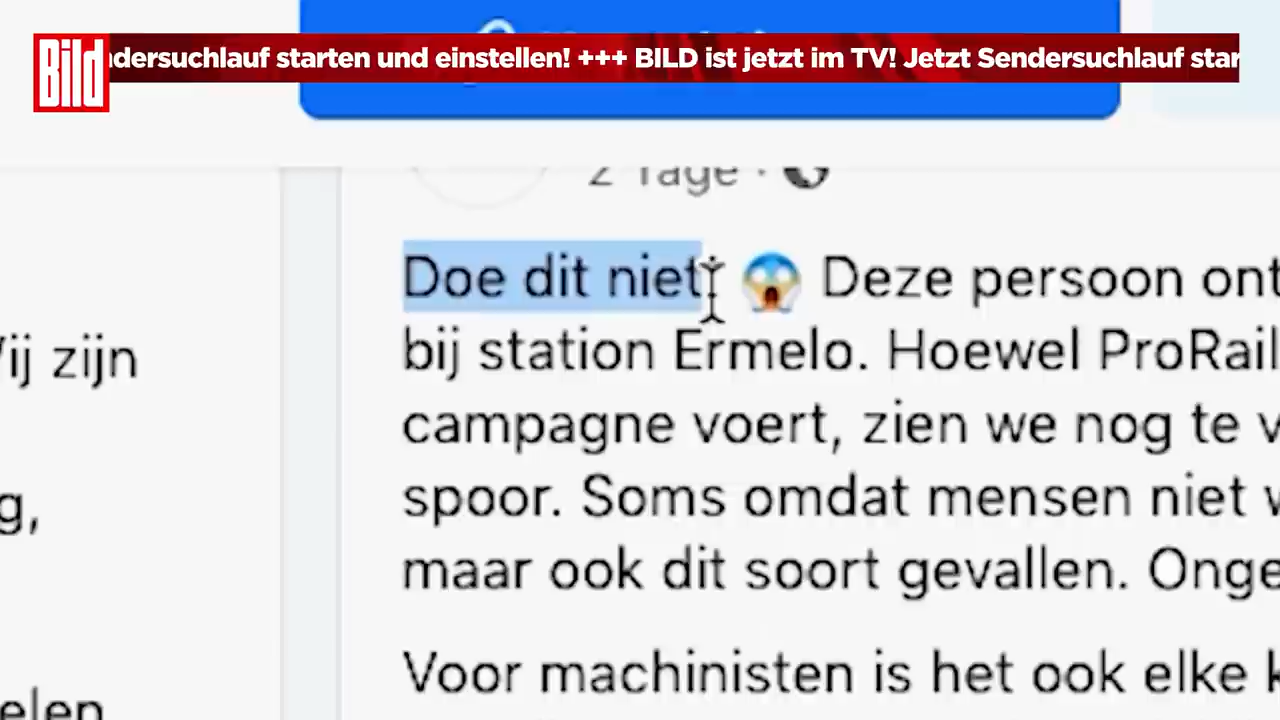 Bild
ndersuchlauf starten und einstellen! +++ BILD ist jetzt im TV! Jetzt Sendersuchlauf star
2 Tage ·
Doe dit niet 😱 Deze persoon ont
bij station Ermelo. Hoewel ProRail
campagne voert, zien we nog te v
spoor. Soms omdat mensen niet w
maar ook dit soort gevallen. Onge
Voor machinisten is het ook elke k
ij zijn
g,
elen